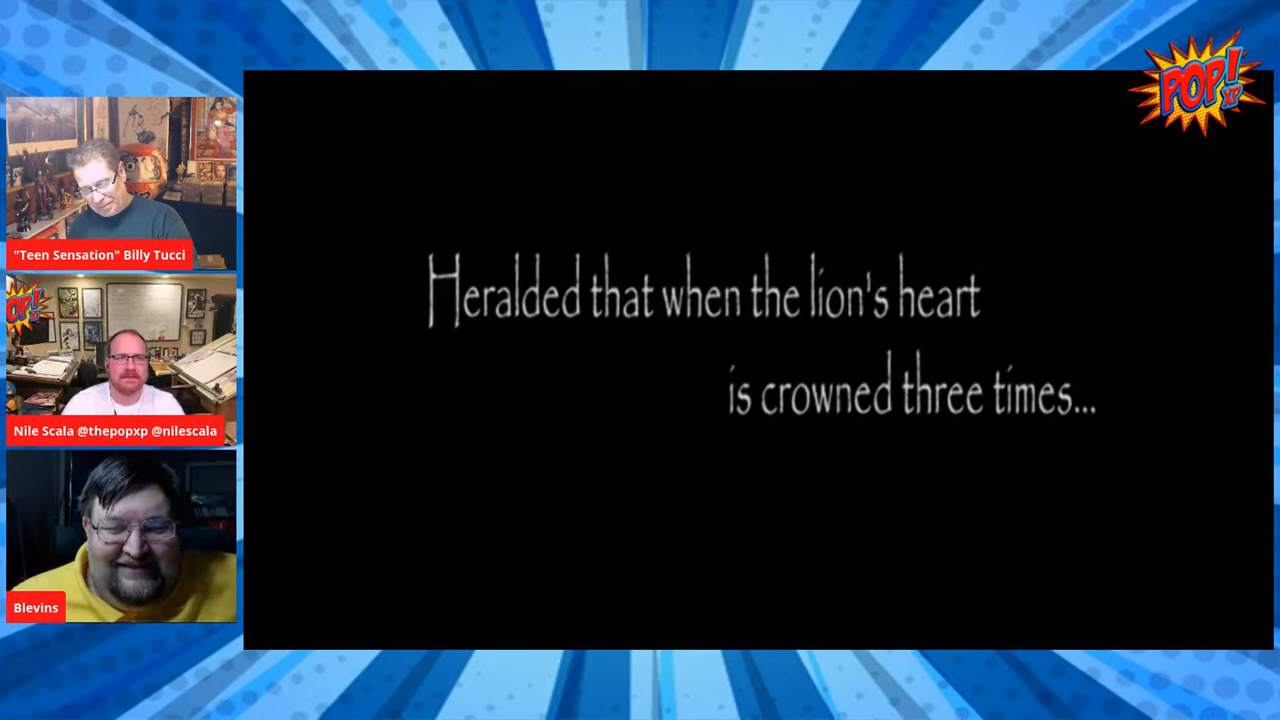 POP!
XP
"Teen Sensation" Billy Tucci
POP!
Nile Scala @thepopxp @nilescala
Blevins
Heralded that when the lion's heart
is crowned three times...